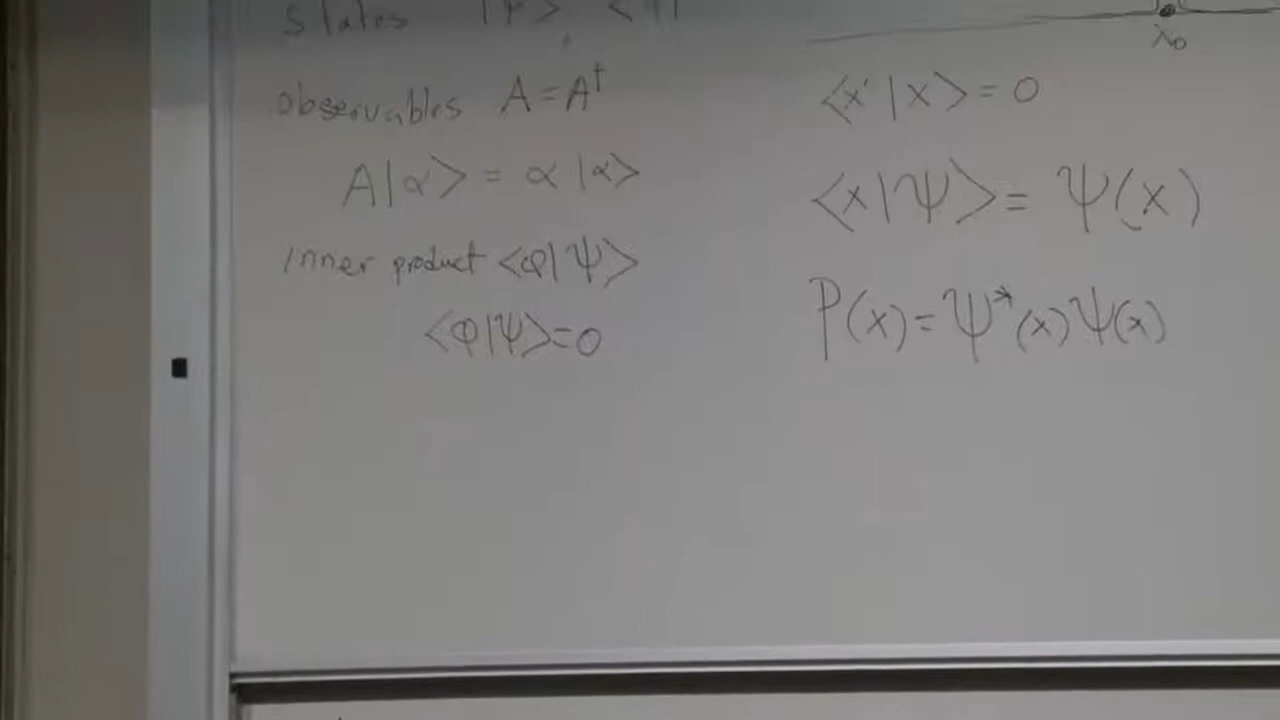 States |Ψ> <Ψ|
observables A = A†
A|α> = α|α>
inner product <φ|Ψ>
<φ|Ψ> = 0
λ₀
<x'|x> = 0
<x|Ψ> = Ψ(x)
P(x) = Ψ*(x)Ψ(x)